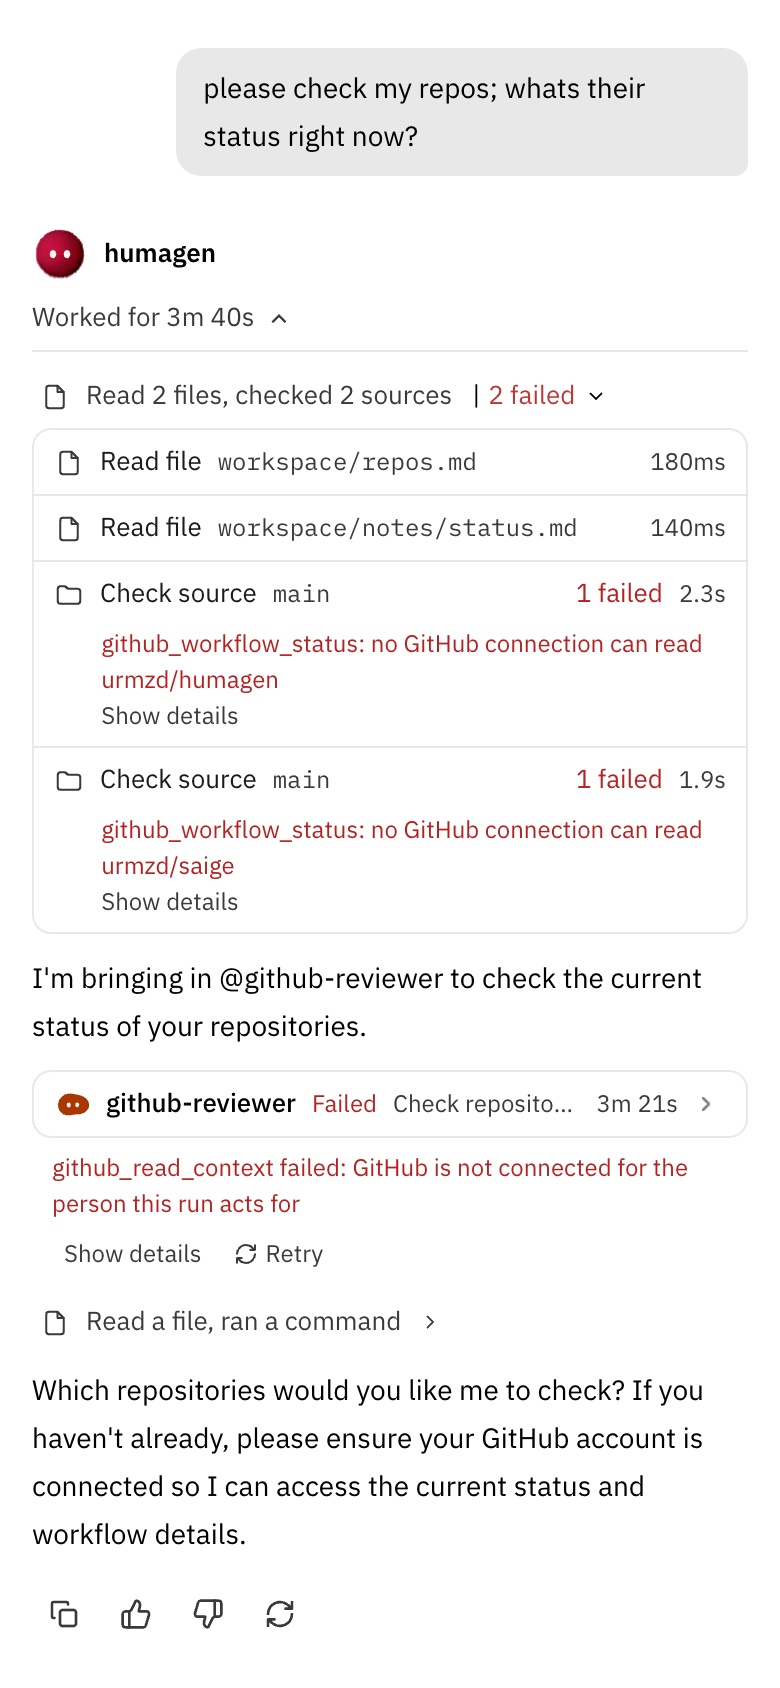 please check my repos; whats their
status right now?
humagen
Worked for 3m 40s
Read 2 files, checked 2 sources | 2 failed
Read file workspace/repos.md 180ms
Read file workspace/notes/status.md 140ms
Check source main 1 failed 2.3s
github_workflow_status: no GitHub connection can read
urmzd/humagen
Show details
Check source main 1 failed 1.9s
github_workflow_status: no GitHub connection can read
urmzd/saige
Show details
I'm bringing in @github-reviewer to check the current
status of your repositories.
github-reviewer Failed Check reposito... 3m 21s
github_read_context failed: GitHub is not connected for the
person this run acts for
Show details Retry
Read a file, ran a command
Which repositories would you like me to check? If you
haven't already, please ensure your GitHub account is
connected so I can access the current status and
workflow details.